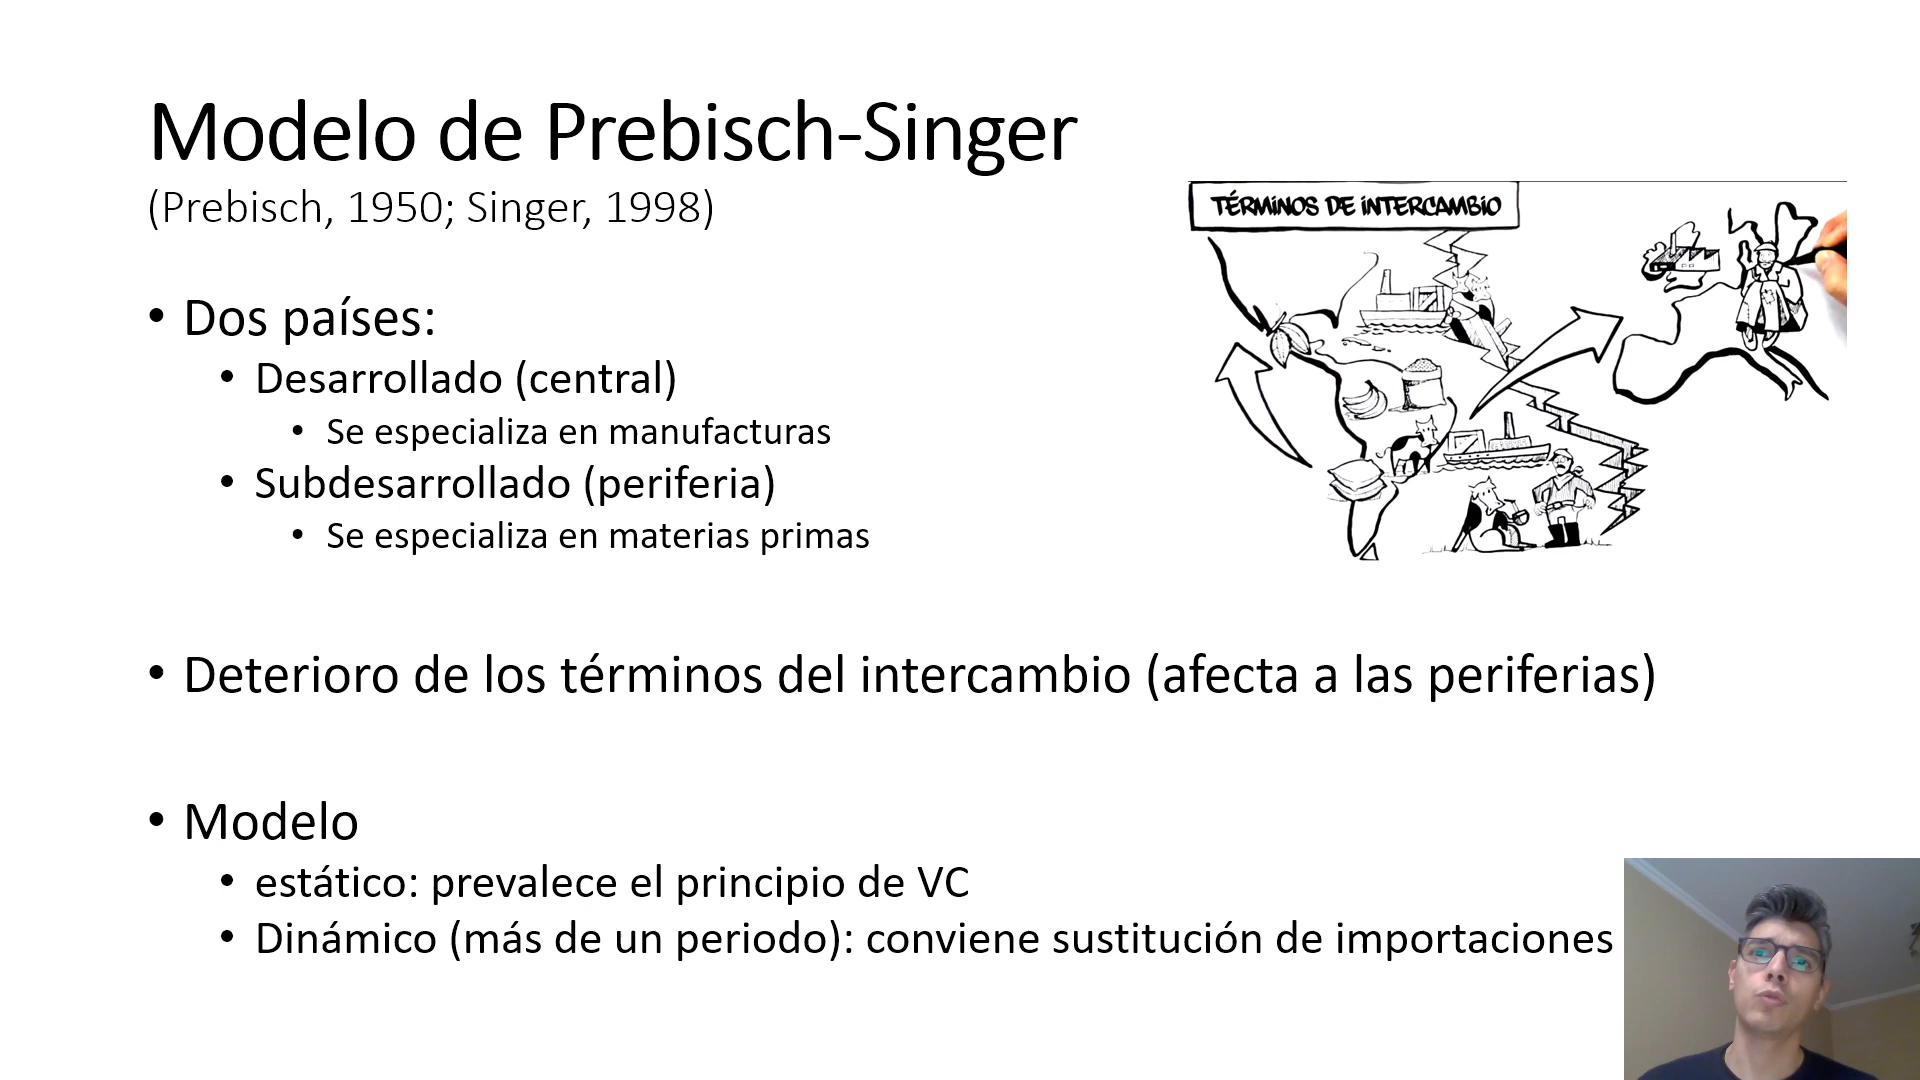 Modelo de Prebisch-Singer
(Prebisch, 1950; Singer, 1998)
TÉRMINOS DE INTERCAMBIO
• Dos países:
• Desarrollado (central)
• Se especializa en manufacturas
• Subdesarrollado (periferia)
• Se especializa en materias primas
• Deterioro de los términos del intercambio (afecta a las periferias)
• Modelo
• estático: prevalece el principio de VC
• Dinámico (más de un periodo): conviene sustitución de importaciones